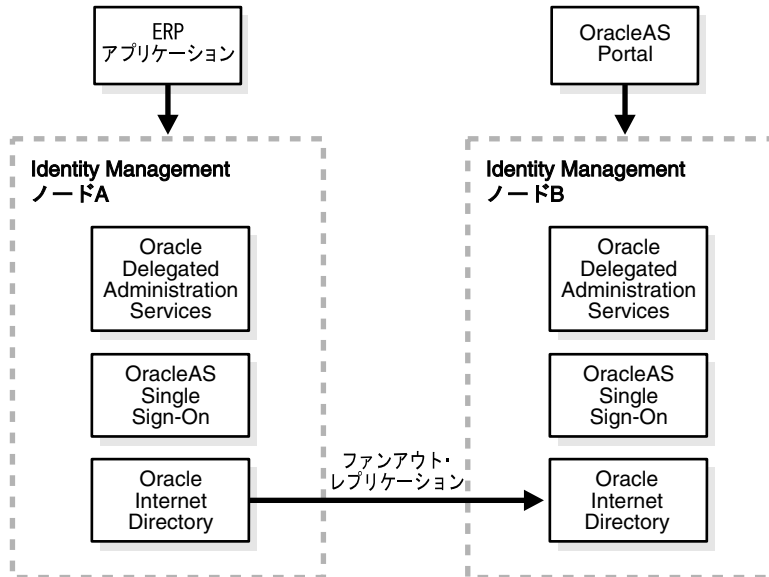 ERP
アプリケーション
OracleAS
Portal
Identity Management
ノードA
Oracle
Delegated
Administration
Services
OracleAS
Single
Sign-On
Oracle
Internet
Directory
ファンアウト・
レプリケーション
Identity Management
ノードB
Oracle
Delegated
Administration
Services
OracleAS
Single
Sign-On
Oracle
Internet
Directory